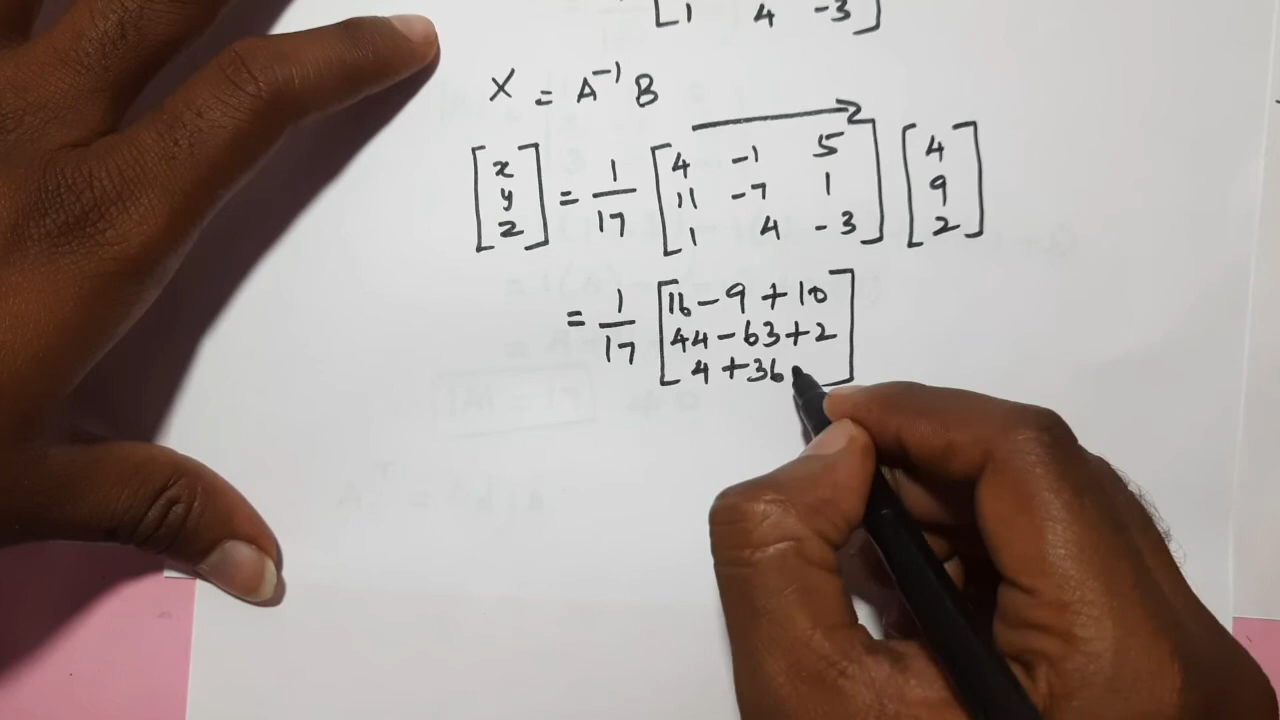 [1 4 -3]
X = A⁻¹ B
[x y z] = 1/17 [4 -1 5; 11 -7 1; 1 4 -3] [4 9 2]
= 1/17 [16 - 9 + 10; 44 - 63 + 2; 4 + 36]